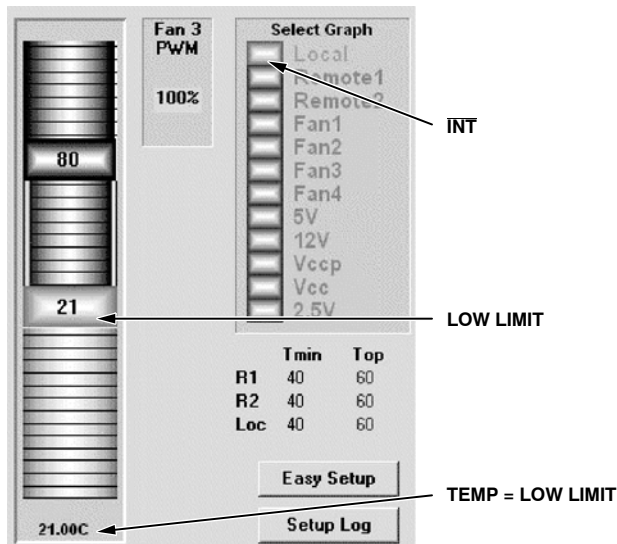 Fan 3
PWM
100%
Select Graph
Local
Remote1
Remote2
Fan1
Fan2
Fan3
Fan4
5V
12V
Vccp
Vcc
2.5V
80
21
21.00C
Tmin Top
R1 40 60
R2 40 60
Loc 40 60
Easy Setup
Setup Log
INT
LOW LIMIT
TEMP = LOW LIMIT